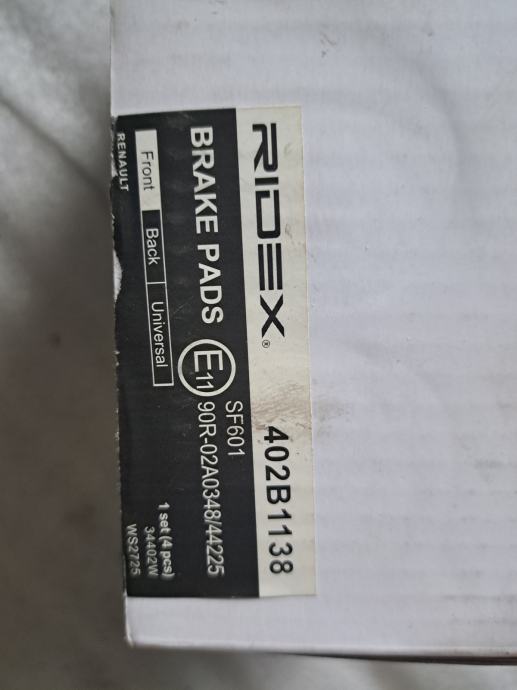 RIDEX® 402B1138
BRAKE PADS E11 SF601
90R-02A0348/44225
Front Back Universal
1 set (4 pcs)
34402W
RENAULT
WS2725